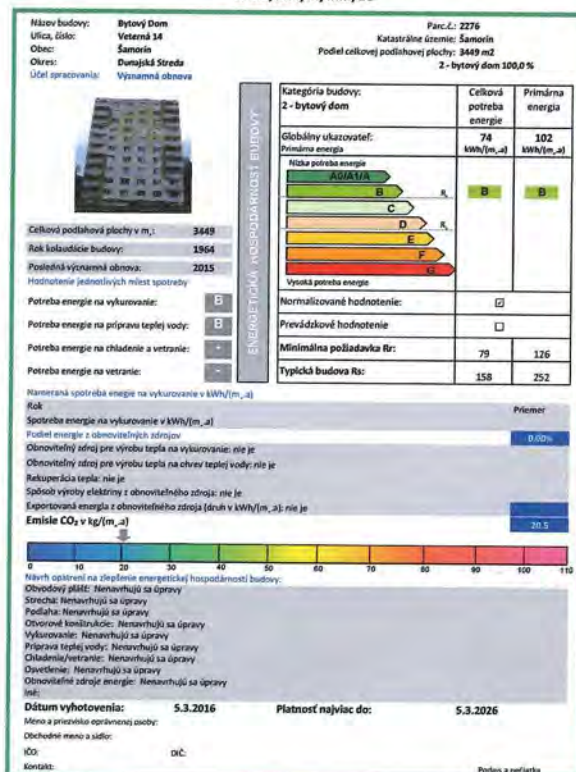 Názov budovy: Bytový Dom
Ulica, číslo: Veterná 14
Obec: Šamorín
Okres: Dunajská Streda
Účel spracovania: Významná obnova
Parc.č.: 2276
Katastrálne územie: Šamorín
Podiel celkovej podlahovej plochy: 3449 m2
2 - bytový dom 100,0 %
ENERGETICKÁ HOSPODÁRNOSŤ BUDOVY
Celková podlahová plochy v m,: 3449
Rok kolaudácie budovy: 1964
Posledná významná obnova: 2015
Hodnotenie jednotlivých miest spotreby
Potreba energie na vykurovanie: B
Potreba energie na prípravu teplej vody: B
Potreba energie na chladenie a vetranie: -
Potreba energie na vetranie: -
Kategória budovy: Celková potreba energie Primárna energia
2 - bytový dom
Globálny ukazovateľ: 74 102
Primárna energia kWh/(m,.a) kWh/(m,.a)
Nízka potreba energie
A0/A1/A
B B B
C
D
E
F
G
Vysoká potreba energie
Normalizované hodnotenie: ☑
Prevádzkové hodnotenie ☐
Minimálna požiadavka Rr: 79 126
Typická budova Rs: 158 252
Nameraná spotreba enegie na vykurovanie v kWh/(m,.a)
Rok Priemer
Spotreba energie na vykurovanie v kWh/(m,.a)
Podiel energie z obnoviteľných zdrojov 0.00%
Obnoviteľný zdroj pre výrobu tepla na vykurovanie: nie je
Obnoviteľný zdroj pre výrobu tepla na ohrev teplej vody: nie je
Rekuperácia tepla: nie je
Spôsob výroby elektriny z obnoviteľného zdroja: nie je
Exportovaná energia z obnoviteľného zdroja (druh v kWh/(m,.a): nie je
Emisie CO₂ v kg/(m,.a) 20.5
0 10 20 30 40 50 60 70 80 90 100 110
Návrh opatrení na zlepšenie energetickej hospodárnosti budovy:
Obvodový plášť: Nenavrhujú sa úpravy
Strecha: Nenavrhujú sa úpravy
Podlaha: Nenavrhujú sa úpravy
Otvorové konštrukcie: Nenavrhujú sa úpravy
Vykurovanie: Nenavrhujú sa úpravy
Príprava teplej vody: Nenavrhujú sa úpravy
Chladenie/vetranie: Nenavrhujú sa úpravy
Osvetlenie: Nenavrhujú sa úpravy
Obnoviteľné zdroje energie: Nenavrhujú sa úpravy
Iné:
Dátum vyhotovenia: 5.3.2016 Platnosť najviac do: 5.3.2026
Meno a priezvisko oprávnenej osoby:
Obchodné meno a sídlo:
IČO: DIČ:
Kontakt: Podpis a pečiatka